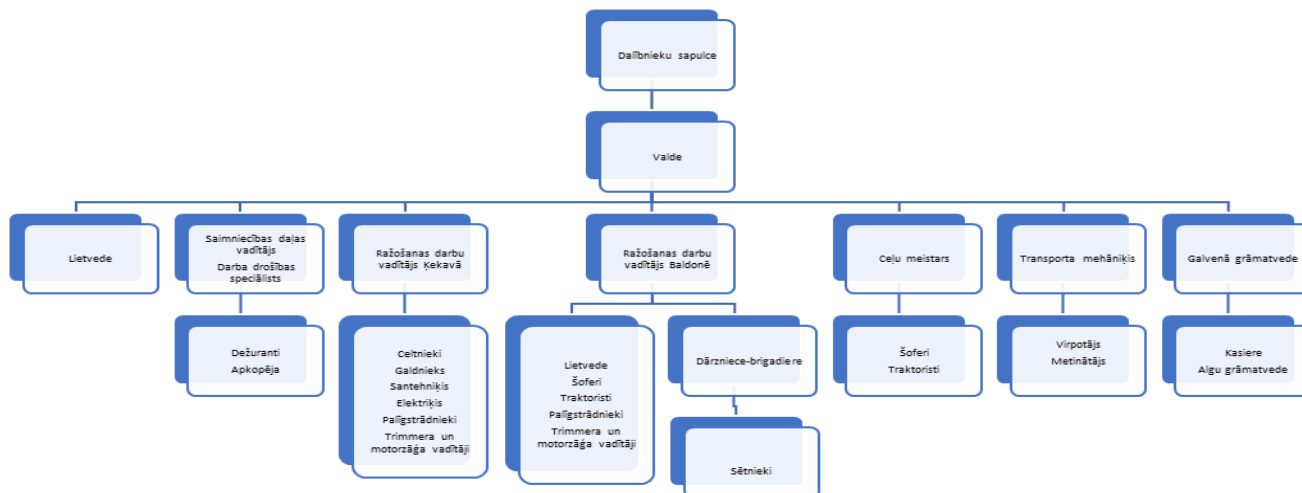 Dalībnieku sapulce
Valde
Lietvede
Saimniecības daļas
vadītājs
Darba drošības
speciālists
Ražošanas darbu
vadītājs Ķekavā
Ražošanas darbu
vadītājs Baldonē
Ceļu meistars
Transporta mehāniķis
Galvenā grāmatvede
Dežuranti
Apkopēja
Celtnieki
Galdnieks
Santehniķis
Elektriķis
Palīgstrādnieki
Trimmera un
motorzāģa vadītāji
Lietvede
Šoferi
Traktoristi
Palīgstrādnieki
Trimmera un
motorzāģa vadītāji
Dārzniece-brigadiere
Šoferi
Traktoristi
Virpotājs
Metinātājs
Kasiere
Algu grāmatvede
Sētnieki